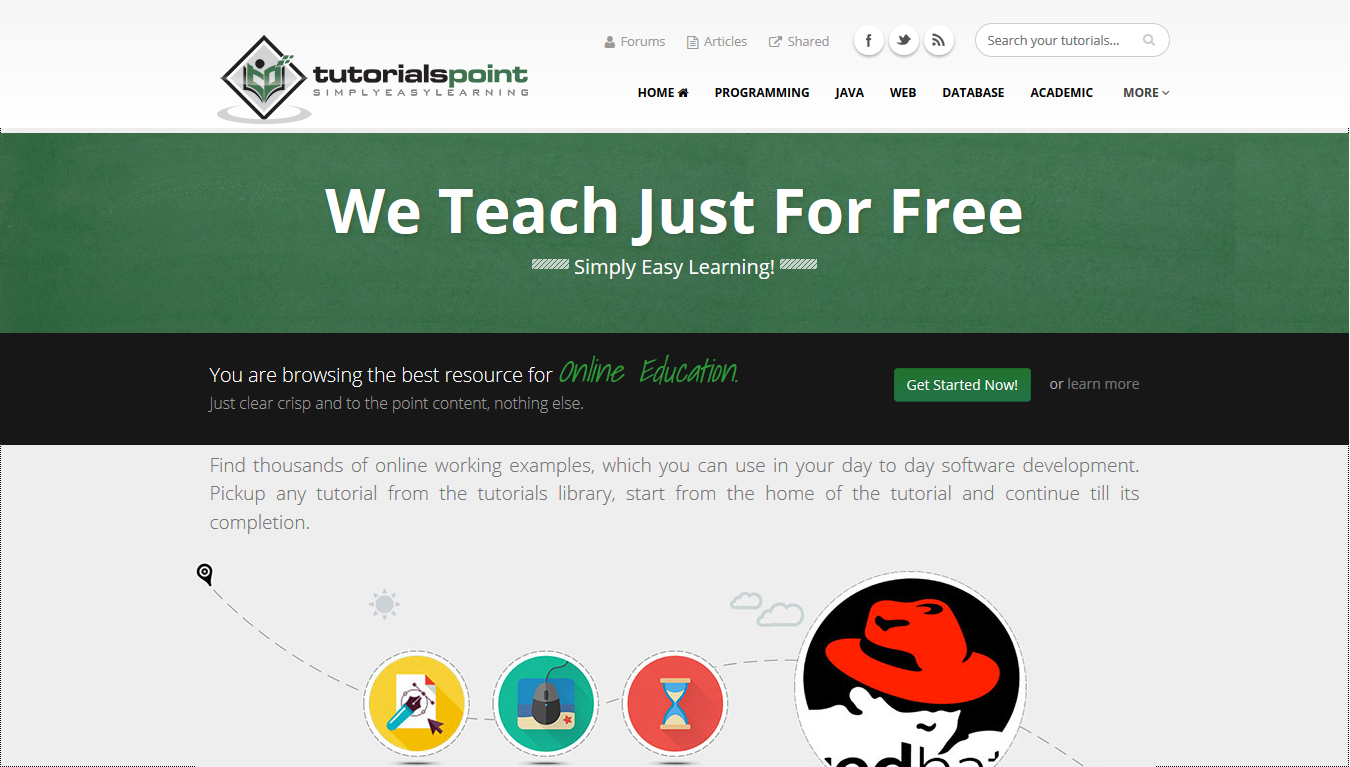 Forums Articles Shared Search your tutorials...
tutorialspoint
SIMPLYEASYLEARNING
HOME PROGRAMMING JAVA WEB DATABASE ACADEMIC MORE
We Teach Just For Free
Simply Easy Learning!
You are browsing the best resource for Online Education.
Just clear crisp and to the point content, nothing else.
Get Started Now! or learn more
Find thousands of online working examples, which you can use in your day to day software development.
Pickup any tutorial from the tutorials library, start from the home of the tutorial and continue till its
completion.